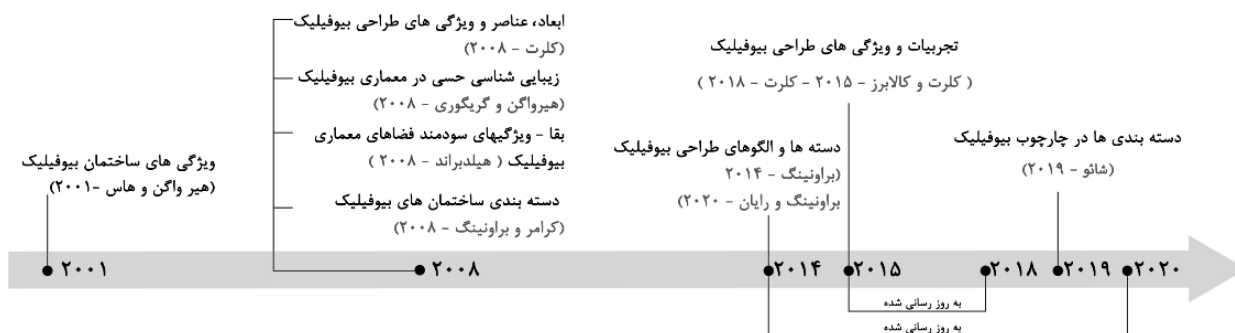 ویژگی های ساختمان بیوفیلیک
(هیر واگن و هاس -۲۰۰۱)
ابعاد، عناصر و ویژگی های طراحی بیوفیلیک
(کلرت - ۲۰۰۸)
زیبایی شناسی حسی در معماری بیوفیلیک
(هیرواگن و گریگوری - ۲۰۰۸)
بقا - ویژگیهای سودمند فضاهای معماری
بیوفیلیک ( هیلدبراند - ۲۰۰۸ )
دسته بندی ساختمان های بیوفیلیک
(کرامر و براونینگ - ۲۰۰۸)
دسته ها و الگوهای طراحی بیوفیلیک
(براونینگ - ۲۰۱۴
براونینگ و رایان - ۲۰۲۰)
تجربیات و ویژگی های طراحی بیوفیلیک
( کلرت و کالابرز - ۲۰۱۵ - کلرت - ۲۰۱۸ )
دسته بندی ها در چارچوب بیوفیلیک
(شائو - ۲۰۱۹)
۲۰۰۱
۲۰۰۸
۲۰۱۴
۲۰۱۵
۲۰۱۸
۲۰۱۹
۲۰۲۰
به روز رسانی شده
به روز رسانی شده